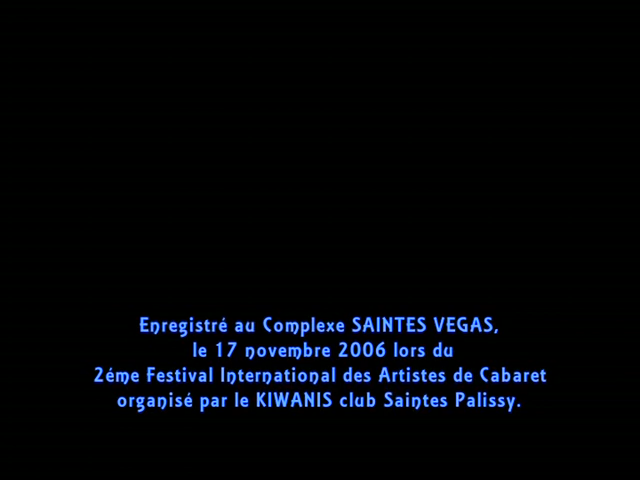 Enregistré au Complexe SAINTES VEGAS,
le 17 novembre 2006 lors du
2éme Festival International des Artistes de Cabaret
organisé par le KIWANIS club Saintes Palissy.